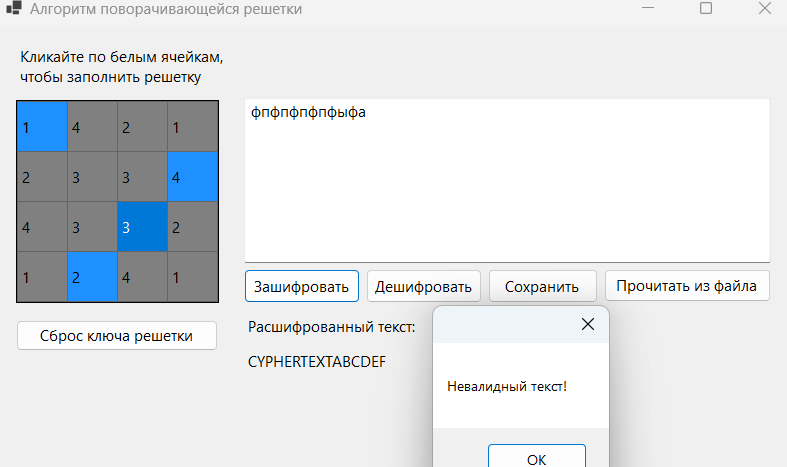 Алгоритм поворачивающейся решетки
Кликайте по белым ячейкам,
чтобы заполнить решетку
1 4 2 1
2 3 3 4
4 3 3 2
1 2 4 1
Сброс ключа решетки
фпфпфпфпфыфа
Зашифровать Дешифровать Сохранить Прочитать из файла
Расшифрованный текст:
CYPHERTEXTABCDEF
Невалидный текст!
OK